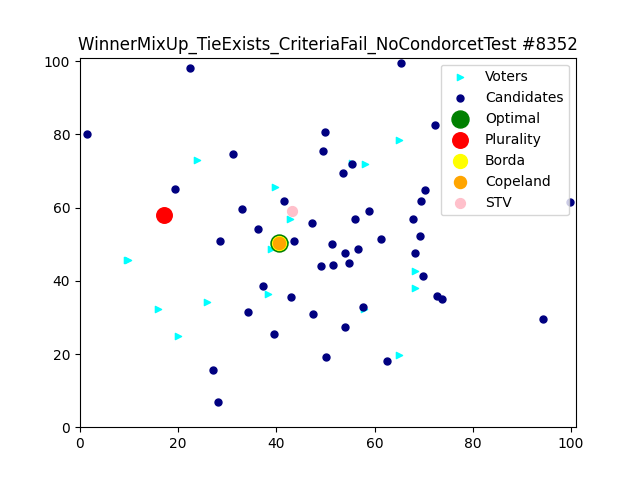 WinnerMixUp_TieExists_CriteriaFail_NoCondorcetTest #8352
100
80
60
40
20
0
0
20
40
60
80
100
Voters
Candidates
Optimal
Plurality
Borda
Copeland
STV